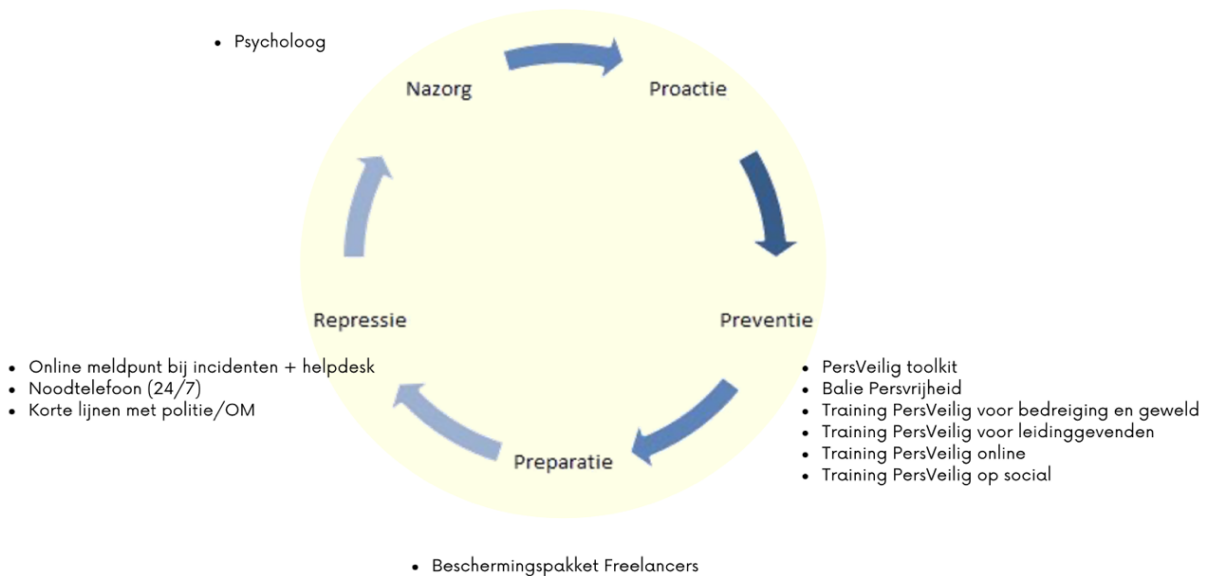 • Psycholoog
Nazorg
Proactie
Repressie
Preventie
• Online meldpunt bij incidenten + helpdesk
• Noodtelefoon (24/7)
• Korte lijnen met politie/OM
• PersVeilig toolkit
• Balie Persvrijheid
• Training PersVeilig voor bedreiging en geweld
• Training PersVeilig voor leidinggevenden
• Training PersVeilig online
• Training PersVeilig op social
Preparatie
• Beschermingspakket Freelancers